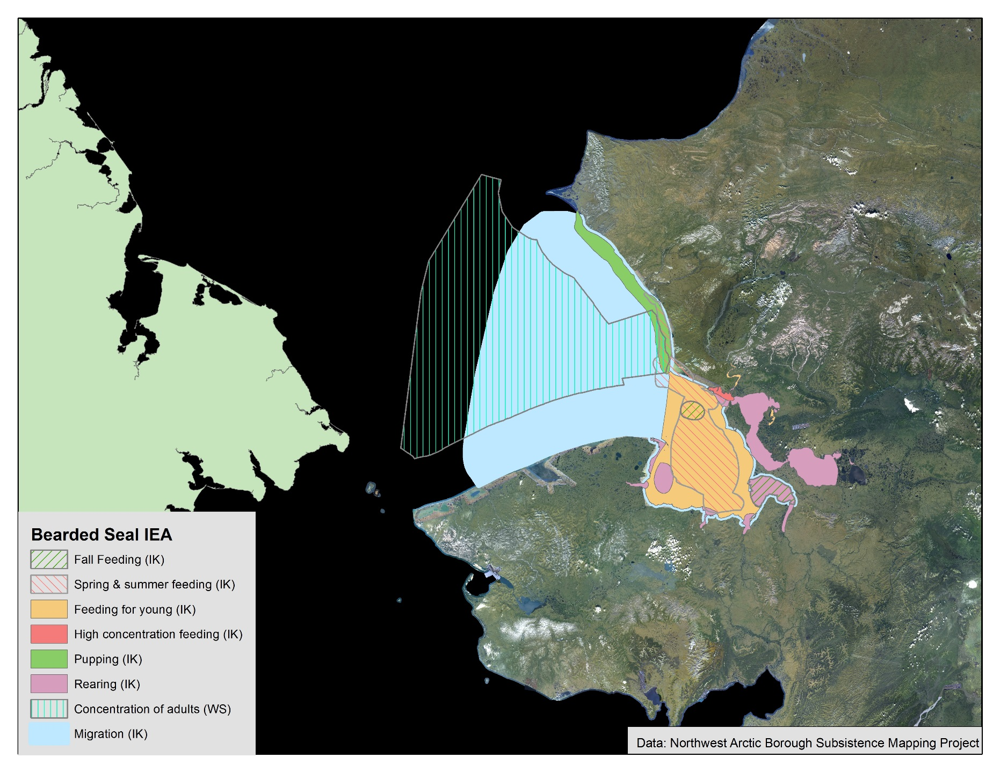 Bearded Seal IEA
Fall Feeding (IK)
Spring & summer feeding (IK)
Feeding for young (IK)
High concentration feeding (IK)
Pupping (IK)
Rearing (IK)
Concentration of adults (WS)
Migration (IK)
Data: Northwest Arctic Borough Subsistence Mapping Project